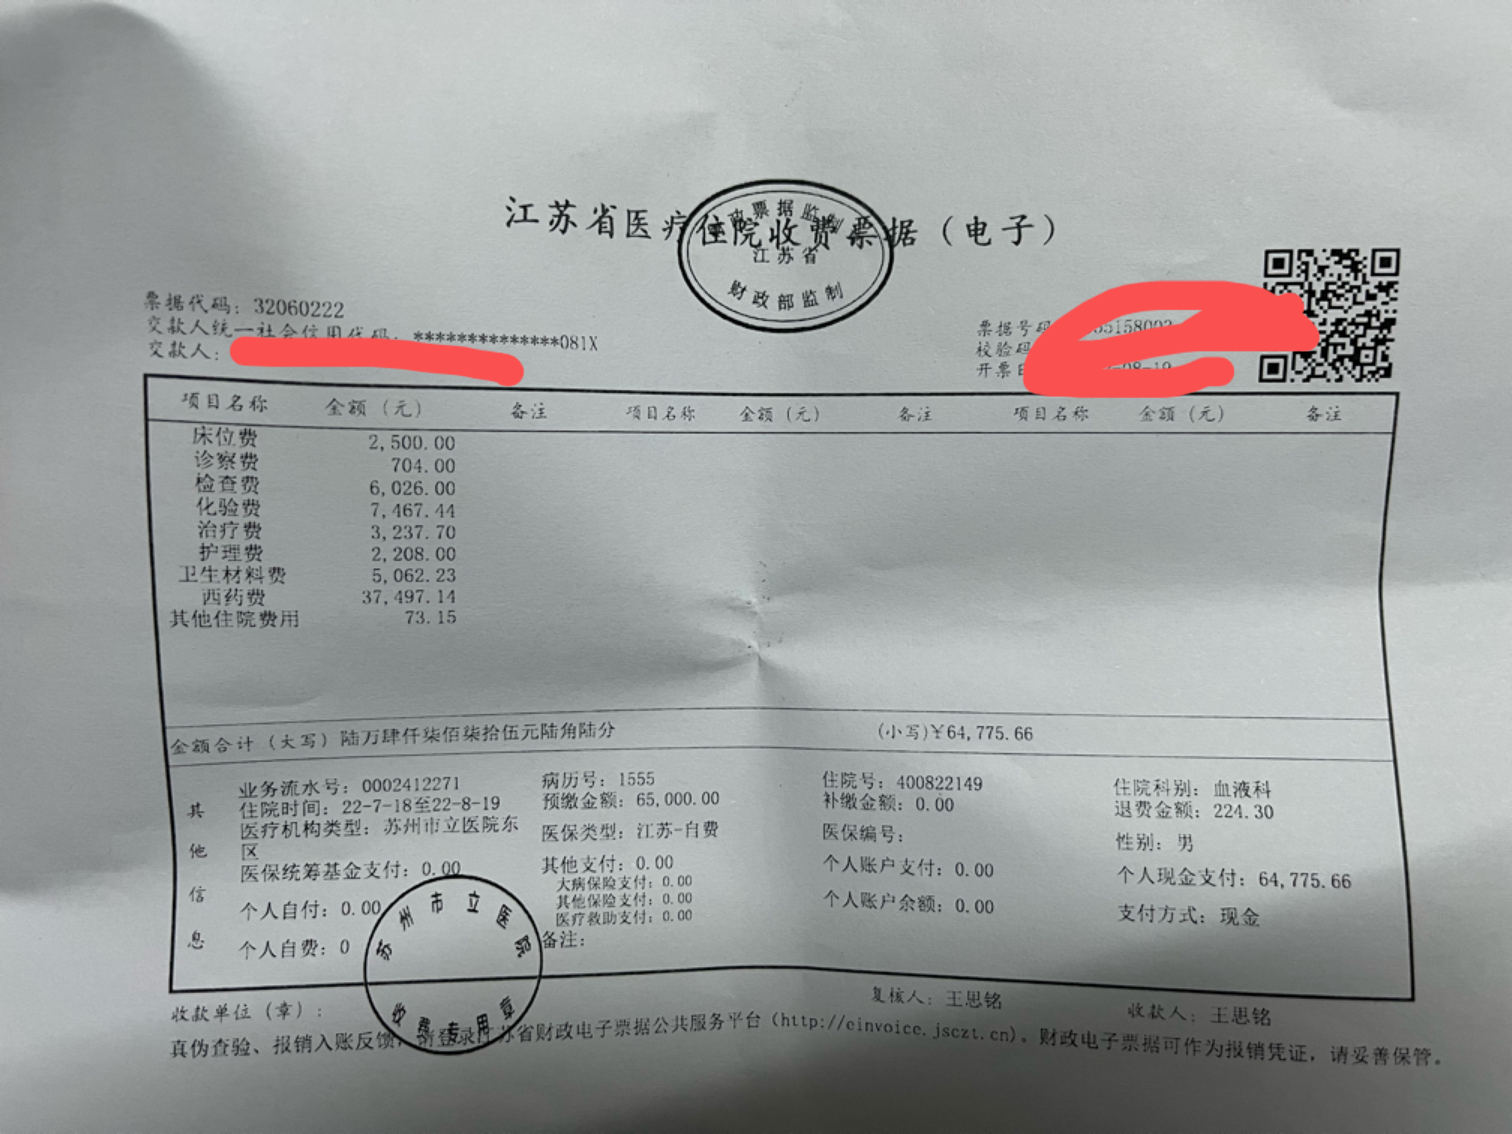 江苏省医疗住院收费票据（电子）
政票据监制
江苏省
财政部监制
票据代码：32060222
交款人统一社会信用代码：**************081X
交款人：
票据号码
校验码
开票日
项目名称 金额（元） 备注 项目名称 金额（元） 备注 项目名称 金额（元） 备注
床位费 2,500.00
诊察费 704.00
检查费 6,026.00
化验费 7,467.44
治疗费 3,237.70
护理费 2,208.00
卫生材料费 5,062.23
西药费 37,497.14
其他住院费用 73.15
金额合计（大写）陆万肆仟柒佰柒拾伍元陆角陆分 (小写)¥64,775.66
其他信息
业务流水号：0002412271 病历号：1555 住院号：400822149 住院科别：血液科
住院时间：22-7-18至22-8-19 预缴金额：65,000.00 补缴金额：0.00 退费金额：224.30
医疗机构类型：苏州市立医院东 医保类型：江苏-自费 医保编号： 性别：男
区
医保统筹基金支付：0.00 其他支付：0.00 个人账户支付：0.00 个人现金支付：64,775.66
大病保险支付：0.00
个人自付：0.00 其他保险支付：0.00 个人账户余额：0.00 支付方式：现金
医疗救助支付：0.00
个人自费：0 备注：
苏州市立医院
收费专用章
收款单位（章）： 复核人：王思铭 收款人：王思铭
真伪查验、报销入账反馈，请登录江苏省财政电子票据公共服务平台（http://einvoice.jsczt.cn)。财政电子票据可作为报销凭证，请妥善保管。